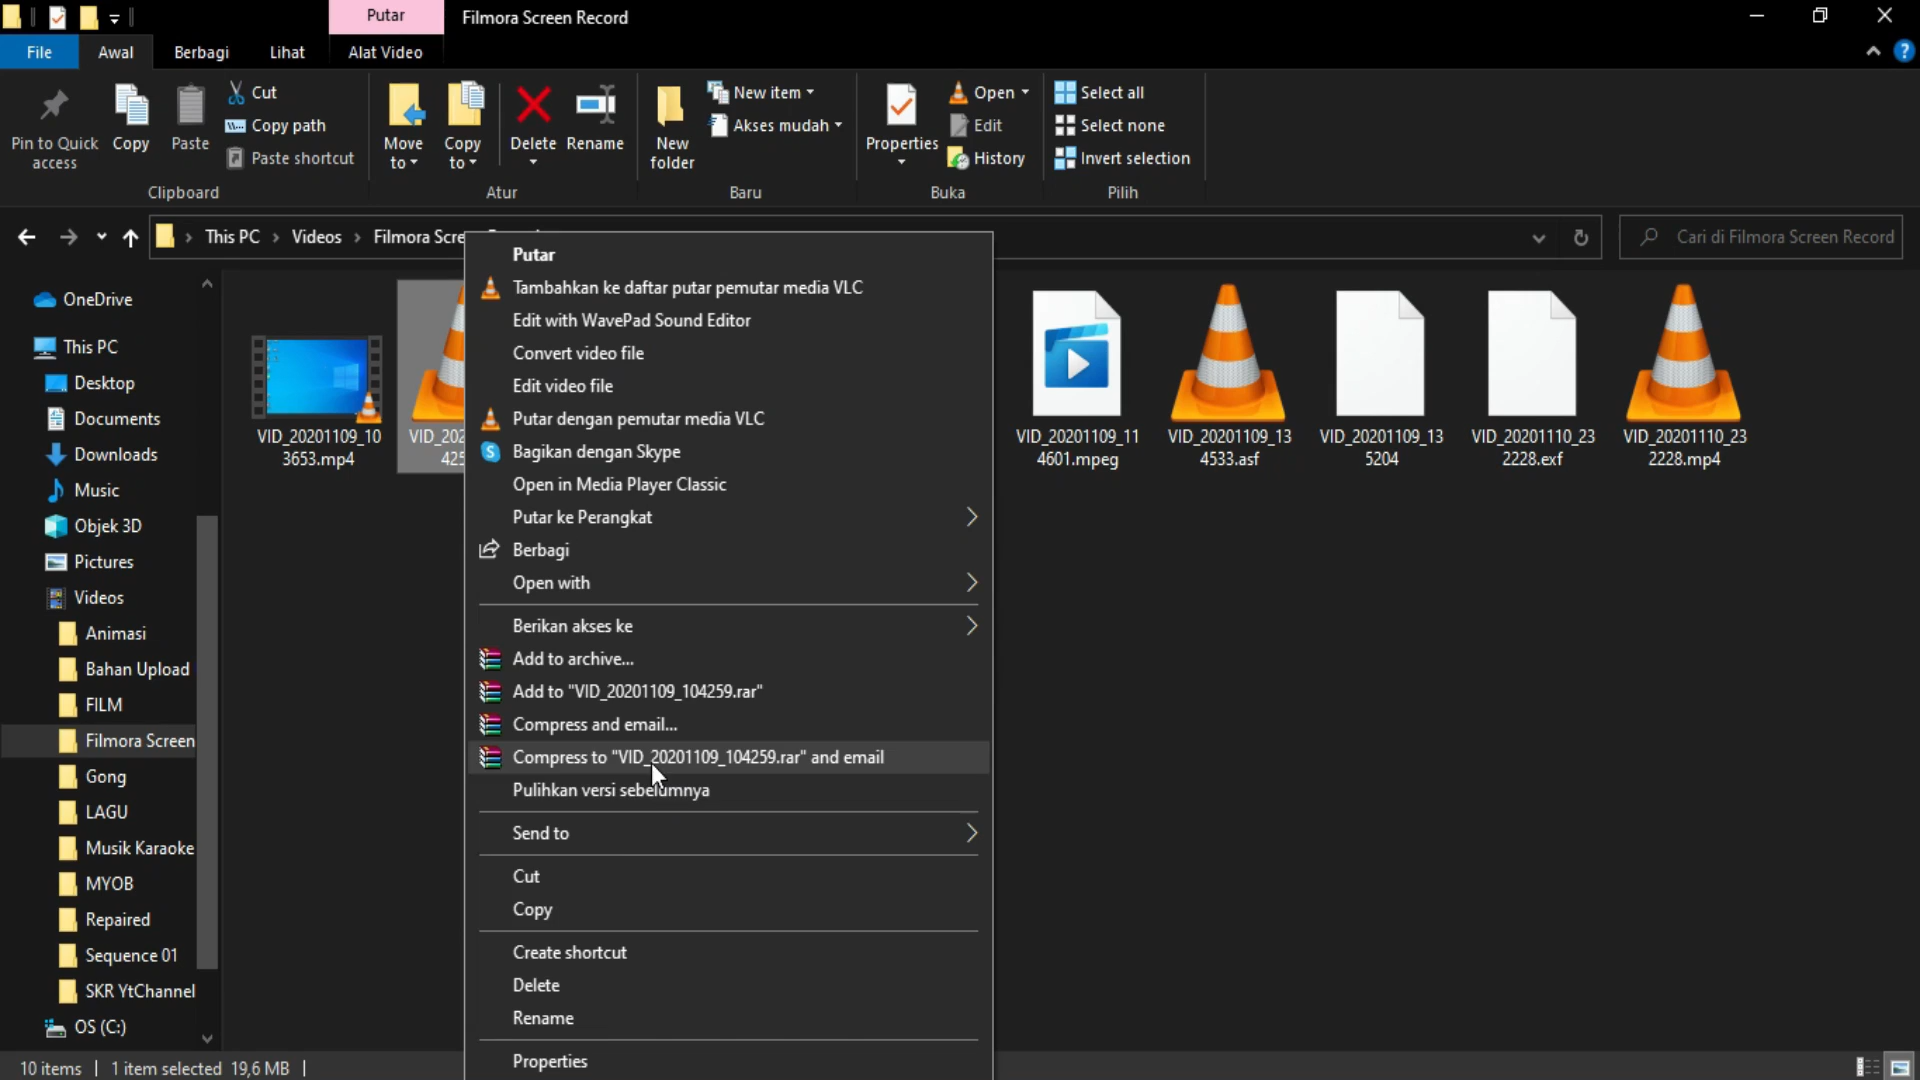 Putar
Filmora Screen Record
File
Awal
Berbagi
Lihat
Alat Video
Pin to Quick
access
Copy
Paste
Cut
Copy path
Paste shortcut
Clipboard
Move
to
Copy
to
Delete
Rename
Atur
New
folder
New item
Akses mudah
Baru
Properties
Open
Edit
History
Buka
Select all
Select none
Invert selection
Pilih
This PC
Videos
Filmora Scre
Cari di Filmora Screen Record
OneDrive
This PC
Desktop
Documents
Downloads
Music
Objek 3D
Pictures
Videos
Animasi
Bahan Upload
FILM
Filmora Screen
Gong
LAGU
Musik Karaoke
MYOB
Repaired
Sequence 01
SKR YtChannel
OS (C:)
VID_20201109_10
3653.mp4
VID_202
425
VID_20201109_11
4601.mpeg
VID_20201109_13
4533.asf
VID_20201109_13
5204
VID_20201110_23
2228.exf
VID_20201110_23
2228.mp4
Putar
Tambahkan ke daftar putar pemutar media VLC
Edit with WavePad Sound Editor
Convert video file
Edit video file
Putar dengan pemutar media VLC
Bagikan dengan Skype
Open in Media Player Classic
Putar ke Perangkat
Berbagi
Open with
Berikan akses ke
Add to archive...
Add to "VID_20201109_104259.rar"
Compress and email...
Compress to "VID_20201109_104259.rar" and email
Pulihkan versi sebelumnya
Send to
Cut
Copy
Create shortcut
Delete
Rename
Properties
10 items
1 item selected 19,6 MB